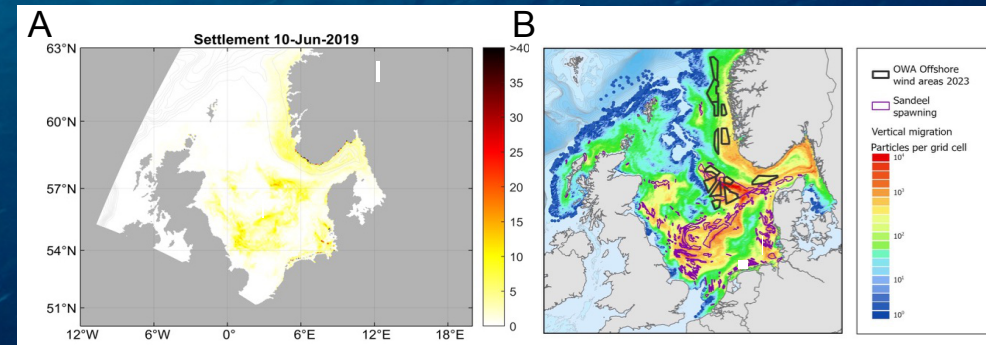 A
Settlement 10-Jun-2019
63°N
60°N
57°N
54°N
51°N
12°W
6°W
0°E
6°E
12°E
18°E
>40
35
30
25
20
15
10
5
0
B
OWA Offshore
wind areas 2023
Sandeel
spawning
Vertical migration
Particles per grid cell
10⁴
10³
10²
10¹
10⁰